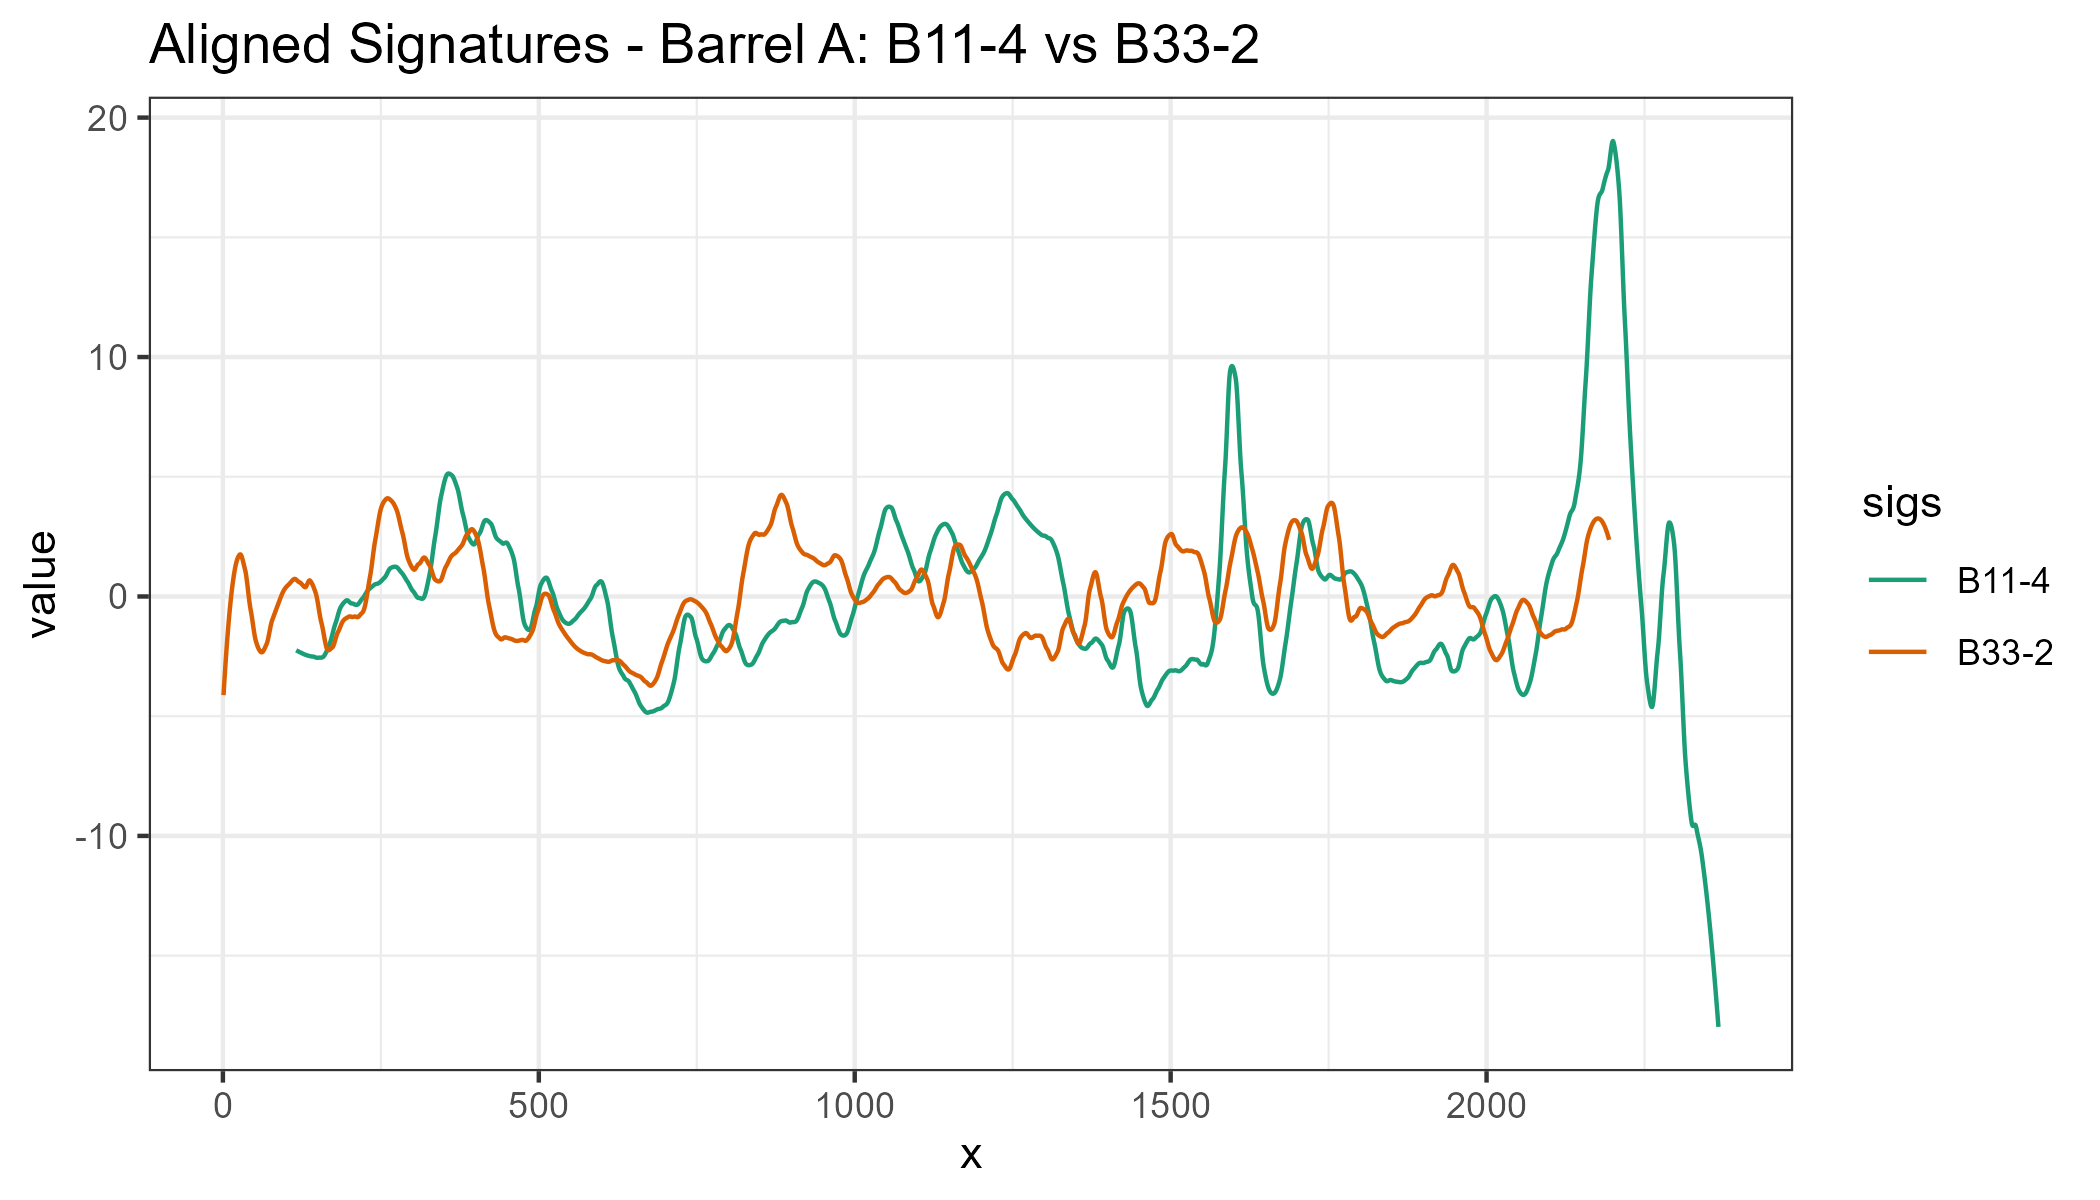 Aligned Signatures - Barrel A: B11-4 vs B33-2
20
10
0
-10
value
0 500 1000 1500 2000
x
sigs
B11-4
B33-2